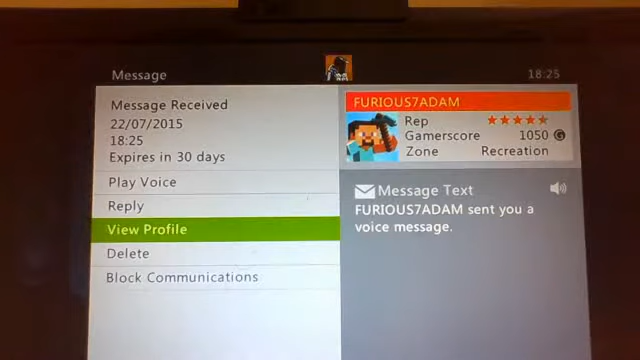 Message
18:25
Message Received
22/07/2015
18:25
Expires in 30 days
Play Voice
Reply
View Profile
Delete
Block Communications
FURIOUS7ADAM
Rep ★★★★★
Gamerscore 1050 G
Zone Recreation
Message Text
FURIOUS7ADAM sent you a
voice message.